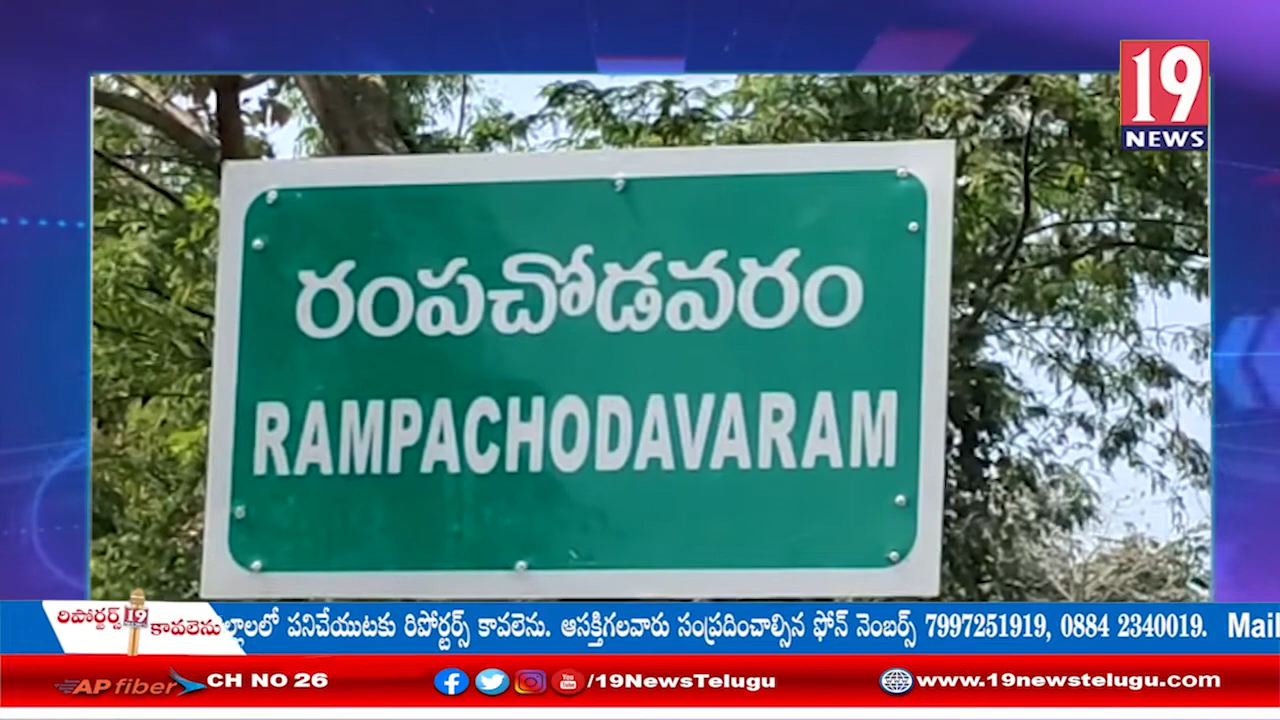 19
NEWS
రంపచోడవరం
RAMPACHODAVARAM
రిపోర్టర్స్ 19
కావలెను
ల్లాలలో పనిచేయుటకు రిపోర్టర్స్ కావలెను. ఆసక్తిగలవారు సంప్రదించాల్సిన ఫోన్ నెంబర్స్ 7997251919, 0884 2340019. Mail
AP fiber CH NO 26
/19NewsTelugu
www.19newstelugu.com